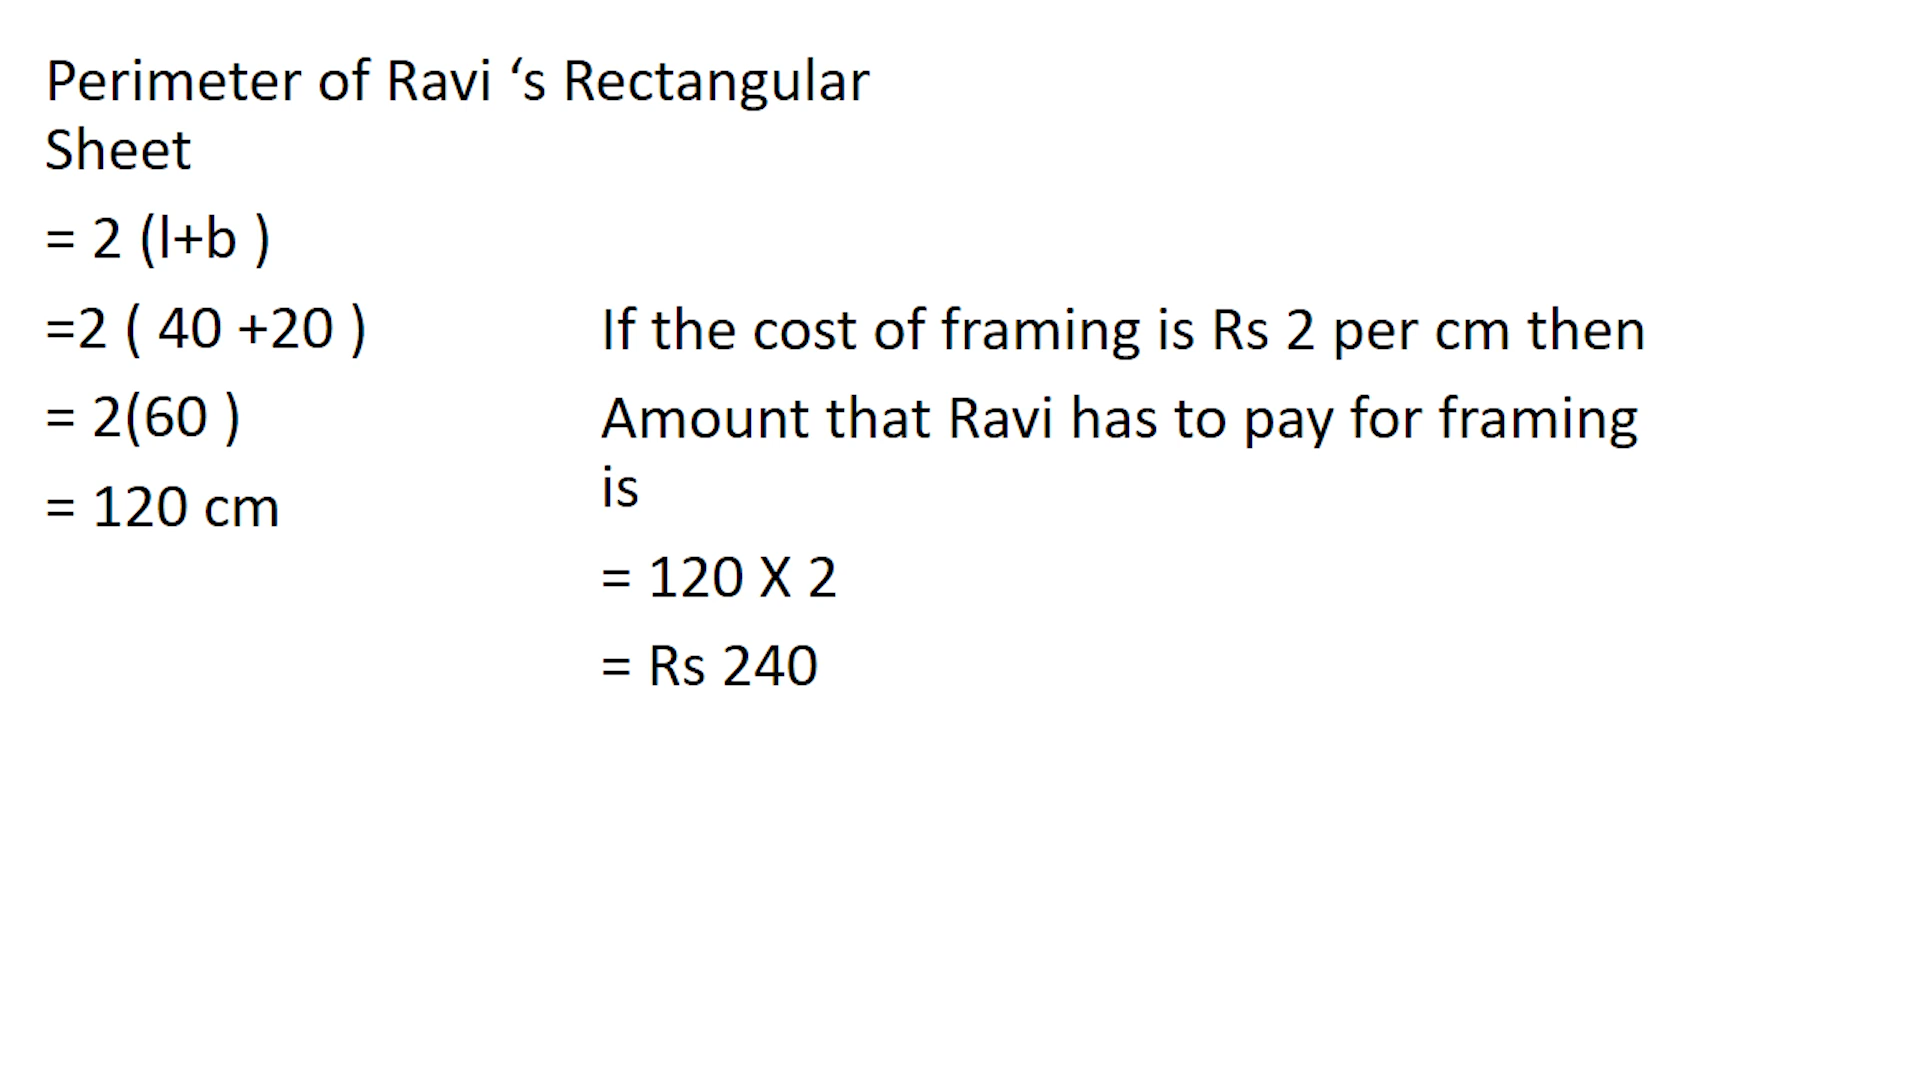 Perimeter of Ravi ‘s Rectangular
Sheet
= 2 (l+b )
=2 ( 40 +20 )
= 2(60 )
= 120 cm
If the cost of framing is Rs 2 per cm then
Amount that Ravi has to pay for framing
is
= 120 X 2
= Rs 240